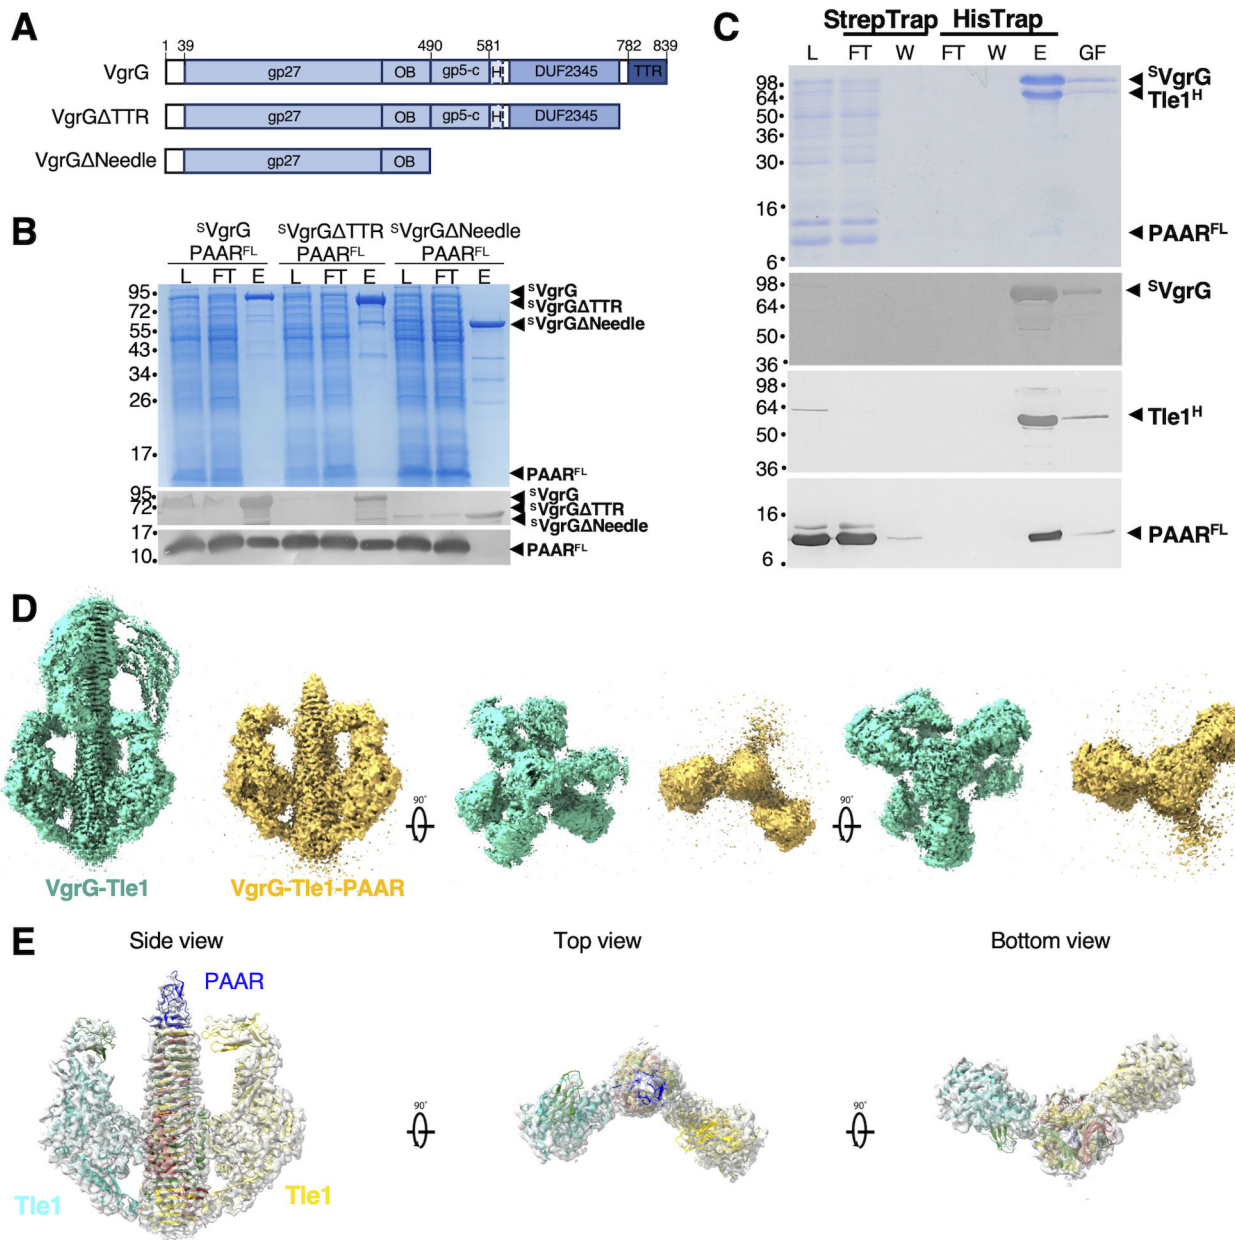 A
1 39 490 581 782 839
VgrG gp27 OB gp5-c H DUF2345 TTR
VgrGΔTTR gp27 OB gp5-c H DUF2345
VgrGΔNeedle gp27 OB
B
SVgrG SVgrGΔTTR SVgrGΔNeedle
PAARFL PAARFL PAARFL
L FT E L FT E L FT E
95
72
55
43
34
26
17
SVgrG
SVgrGΔTTR
SVgrGΔNeedle
PAARFL
95
72
SVgrG
SVgrGΔTTR
SVgrGΔNeedle
17
10
PAARFL
C
StrepTrap HisTrap
L FT W FT W E GF
98
64
50
36
30
16
6
SVgrG
Tle1H
PAARFL
98
64
50
36
SVgrG
98
64
50
36
Tle1H
16
6
PAARFL
D
90°
90°
VgrG-Tle1 VgrG-Tle1-PAAR
E
Side view Top view Bottom view
PAAR
90°
90°
Tle1 Tle1